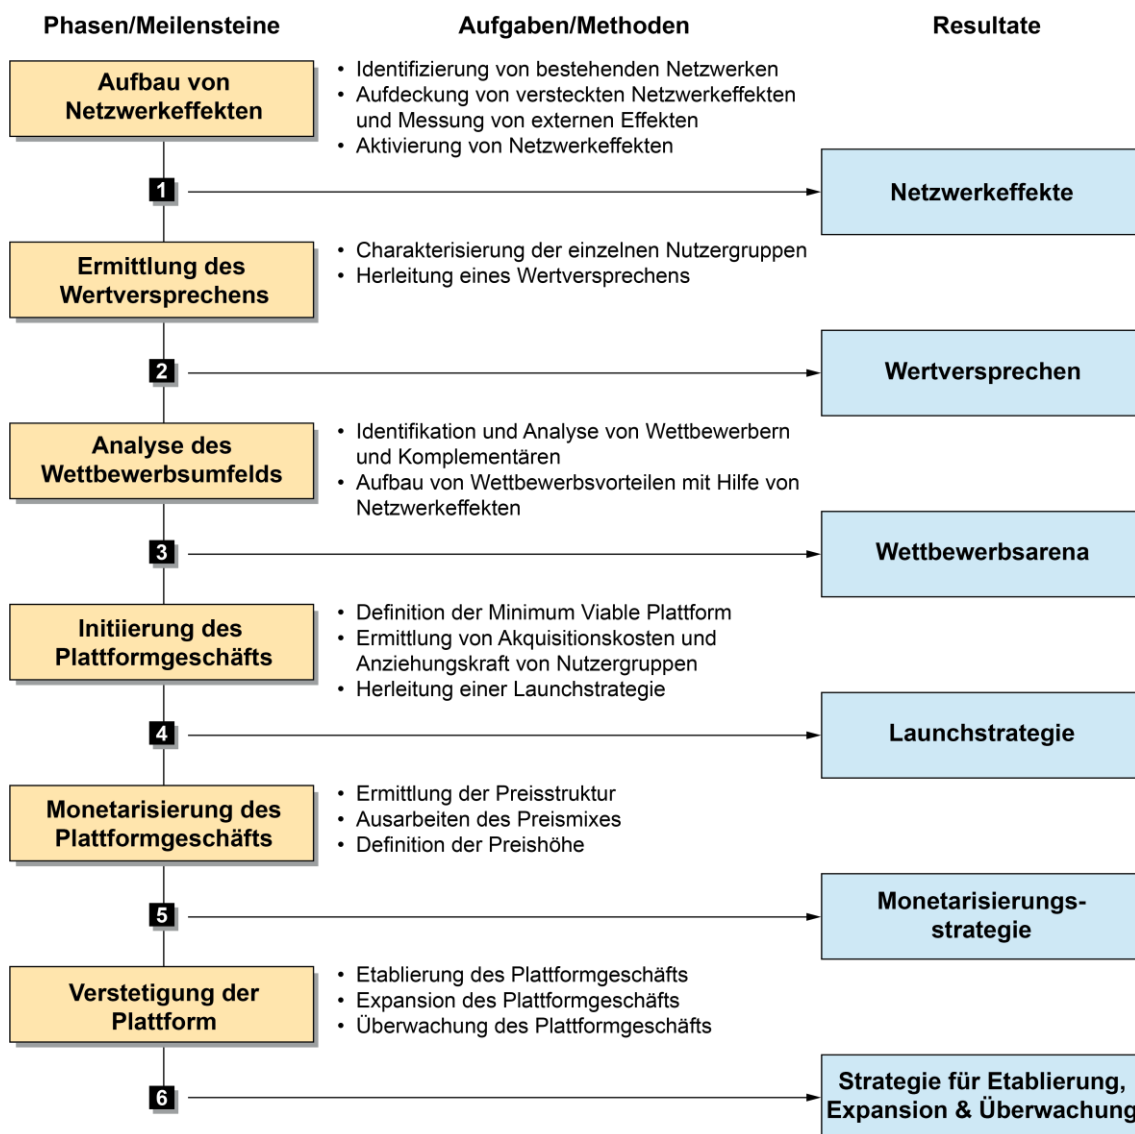 Phasen/Meilensteine
Aufgaben/Methoden
Resultate
Aufbau von
Netzwerkeffekten
• Identifizierung von bestehenden Netzwerken
• Aufdeckung von versteckten Netzwerkeffekten
und Messung von externen Effekten
• Aktivierung von Netzwerkeffekten
1
Netzwerkeffekte
Ermittlung des
Wertversprechens
• Charakterisierung der einzelnen Nutzergruppen
• Herleitung eines Wertversprechens
2
Wertversprechen
Analyse des
Wettbewerbsumfelds
• Identifikation und Analyse von Wettbewerbern
und Komplementären
• Aufbau von Wettbewerbsvorteilen mit Hilfe von
Netzwerkeffekten
3
Wettbewerbsarena
Initiierung des
Plattformgeschäfts
• Definition der Minimum Viable Plattform
• Ermittlung von Akquisitionskosten und
Anziehungskraft von Nutzergruppen
• Herleitung einer Launchstrategie
4
Launchstrategie
Monetarisierung des
Plattformgeschäfts
• Ermittlung der Preisstruktur
• Ausarbeiten des Preismixes
• Definition der Preishöhe
5
Monetarisierungs-
strategie
Verstetigung der
Plattform
• Etablierung des Plattformgeschäfts
• Expansion des Plattformgeschäfts
• Überwachung des Plattformgeschäfts
6
Strategie für Etablierung,
Expansion & Überwachung